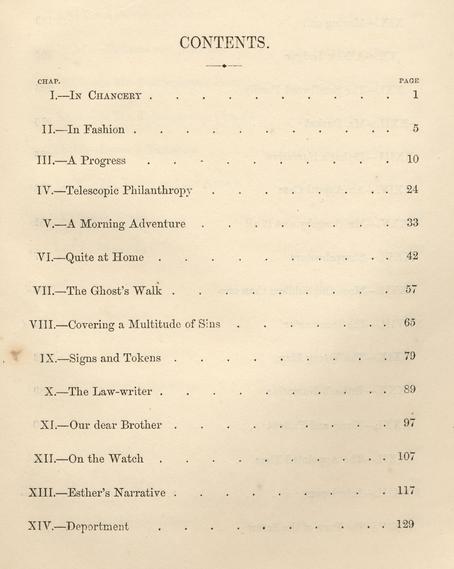 CONTENTS.
CHAP. PAGE
I.—In Chancery . . . . . . . . . . 1
II.—In Fashion . . . . . . . . . . 5
III.—A Progress . . . . . . . . . 10
IV.—Telescopic Philanthropy . . . . . . . 24
V.—A Morning Adventure . . . . . . . . 33
VI.—Quite at Home . . . . . . . . . 42
VII.—The Ghost's Walk . . . . . . . . . 57
VIII.—Covering a Multitude of Sins . . . . . . 65
IX.—Signs and Tokens . . . . . . . . . 79
X.—The Law-writer . . . . . . . . . 89
XI.—Our dear Brother . . . . . . . . . 97
XII.—On the Watch . . . . . . . . . 107
XIII.—Esther's Narrative . . . . . . . . . 117
XIV.—Deportment . . . . . . . . . 129